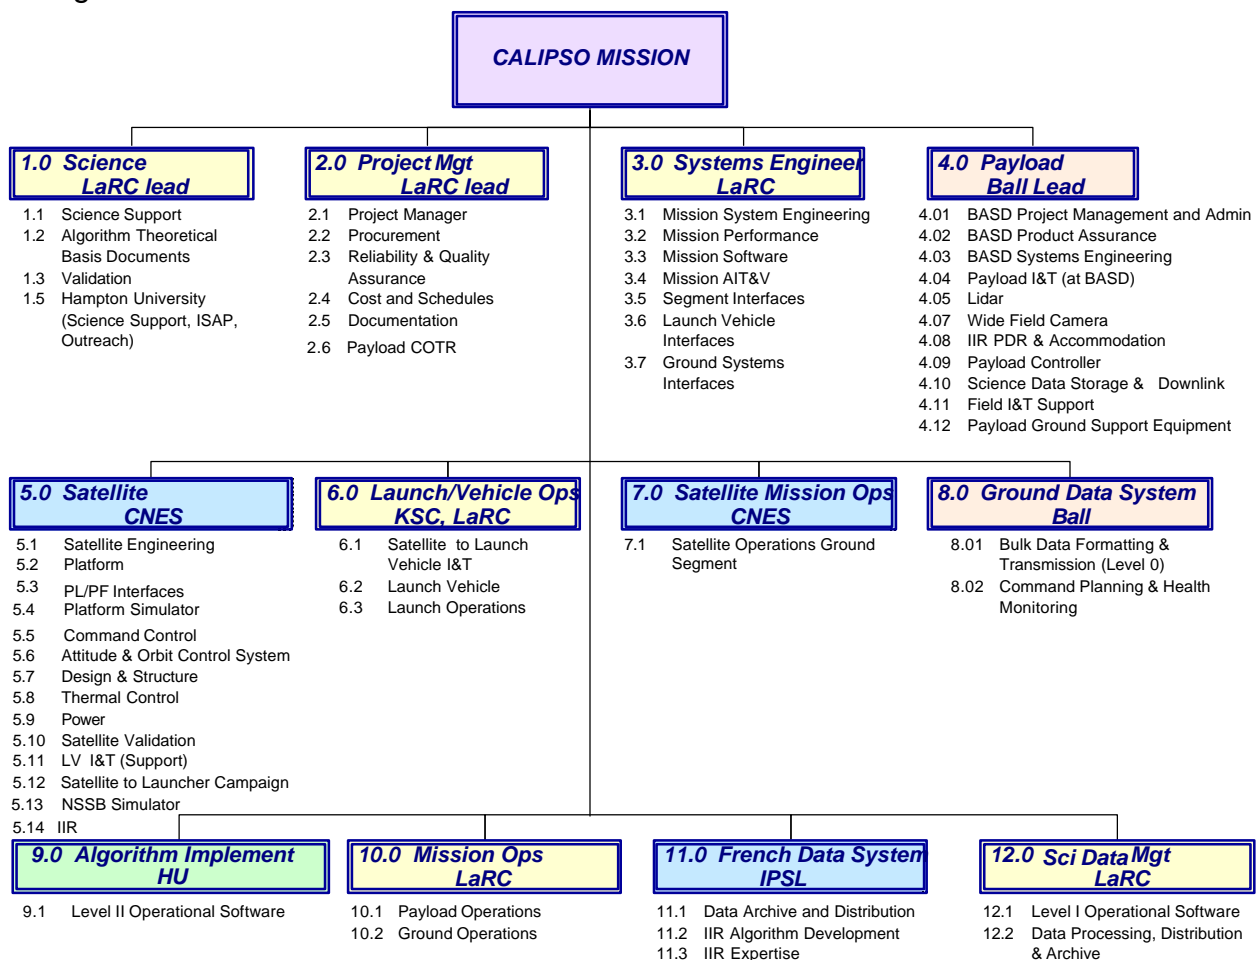 CALIPSO MISSION
1.0 Science
LaRC lead
1.1 Science Support
1.2 Algorithm Theoretical
Basis Documents
1.3 Validation
1.5 Hampton University
(Science Support, ISAP,
Outreach)
2.0 Project Mgt
LaRC lead
2.1 Project Manager
2.2 Procurement
2.3 Reliability & Quality
Assurance
2.4 Cost and Schedules
2.5 Documentation
2.6 Payload COTR
3.0 Systems Engineer
LaRC
3.1 Mission System Engineering
3.2 Mission Performance
3.3 Mission Software
3.4 Mission AIT&V
3.5 Segment Interfaces
3.6 Launch Vehicle
Interfaces
3.7 Ground Systems
Interfaces
4.0 Payload
Ball Lead
4.01 BASD Project Management and Admin
4.02 BASD Product Assurance
4.03 BASD Systems Engineering
4.04 Payload I&T (at BASD)
4.05 Lidar
4.07 Wide Field Camera
4.08 IIR PDR & Accommodation
4.09 Payload Controller
4.10 Science Data Storage & Downlink
4.11 Field I&T Support
4.12 Payload Ground Support Equipment
5.0 Satellite
CNES
5.1 Satellite Engineering
5.2 Platform
5.3 PL/PF Interfaces
5.4 Platform Simulator
5.5 Command Control
5.6 Attitude & Orbit Control System
5.7 Design & Structure
5.8 Thermal Control
5.9 Power
5.10 Satellite Validation
5.11 LV I&T (Support)
5.12 Satellite to Launcher Campaign
5.13 NSSB Simulator
5.14 IIR
6.0 Launch/Vehicle Ops
KSC, LaRC
6.1 Satellite to Launch
Vehicle I&T
6.2 Launch Vehicle
6.3 Launch Operations
7.0 Satellite Mission Ops
CNES
7.1 Satellite Operations Ground
Segment
8.0 Ground Data System
Ball
8.01 Bulk Data Formatting &
Transmission (Level 0)
8.02 Command Planning & Health
Monitoring
9.0 Algorithm Implement
HU
9.1 Level II Operational Software
10.0 Mission Ops
LaRC
10.1 Payload Operations
10.2 Ground Operations
11.0 French Data System
IPSL
11.1 Data Archive and Distribution
11.2 IIR Algorithm Development
11.3 IIR Expertise
12.0 Sci Data Mgt
LaRC
12.1 Level I Operational Software
12.2 Data Processing, Distribution
& Archive